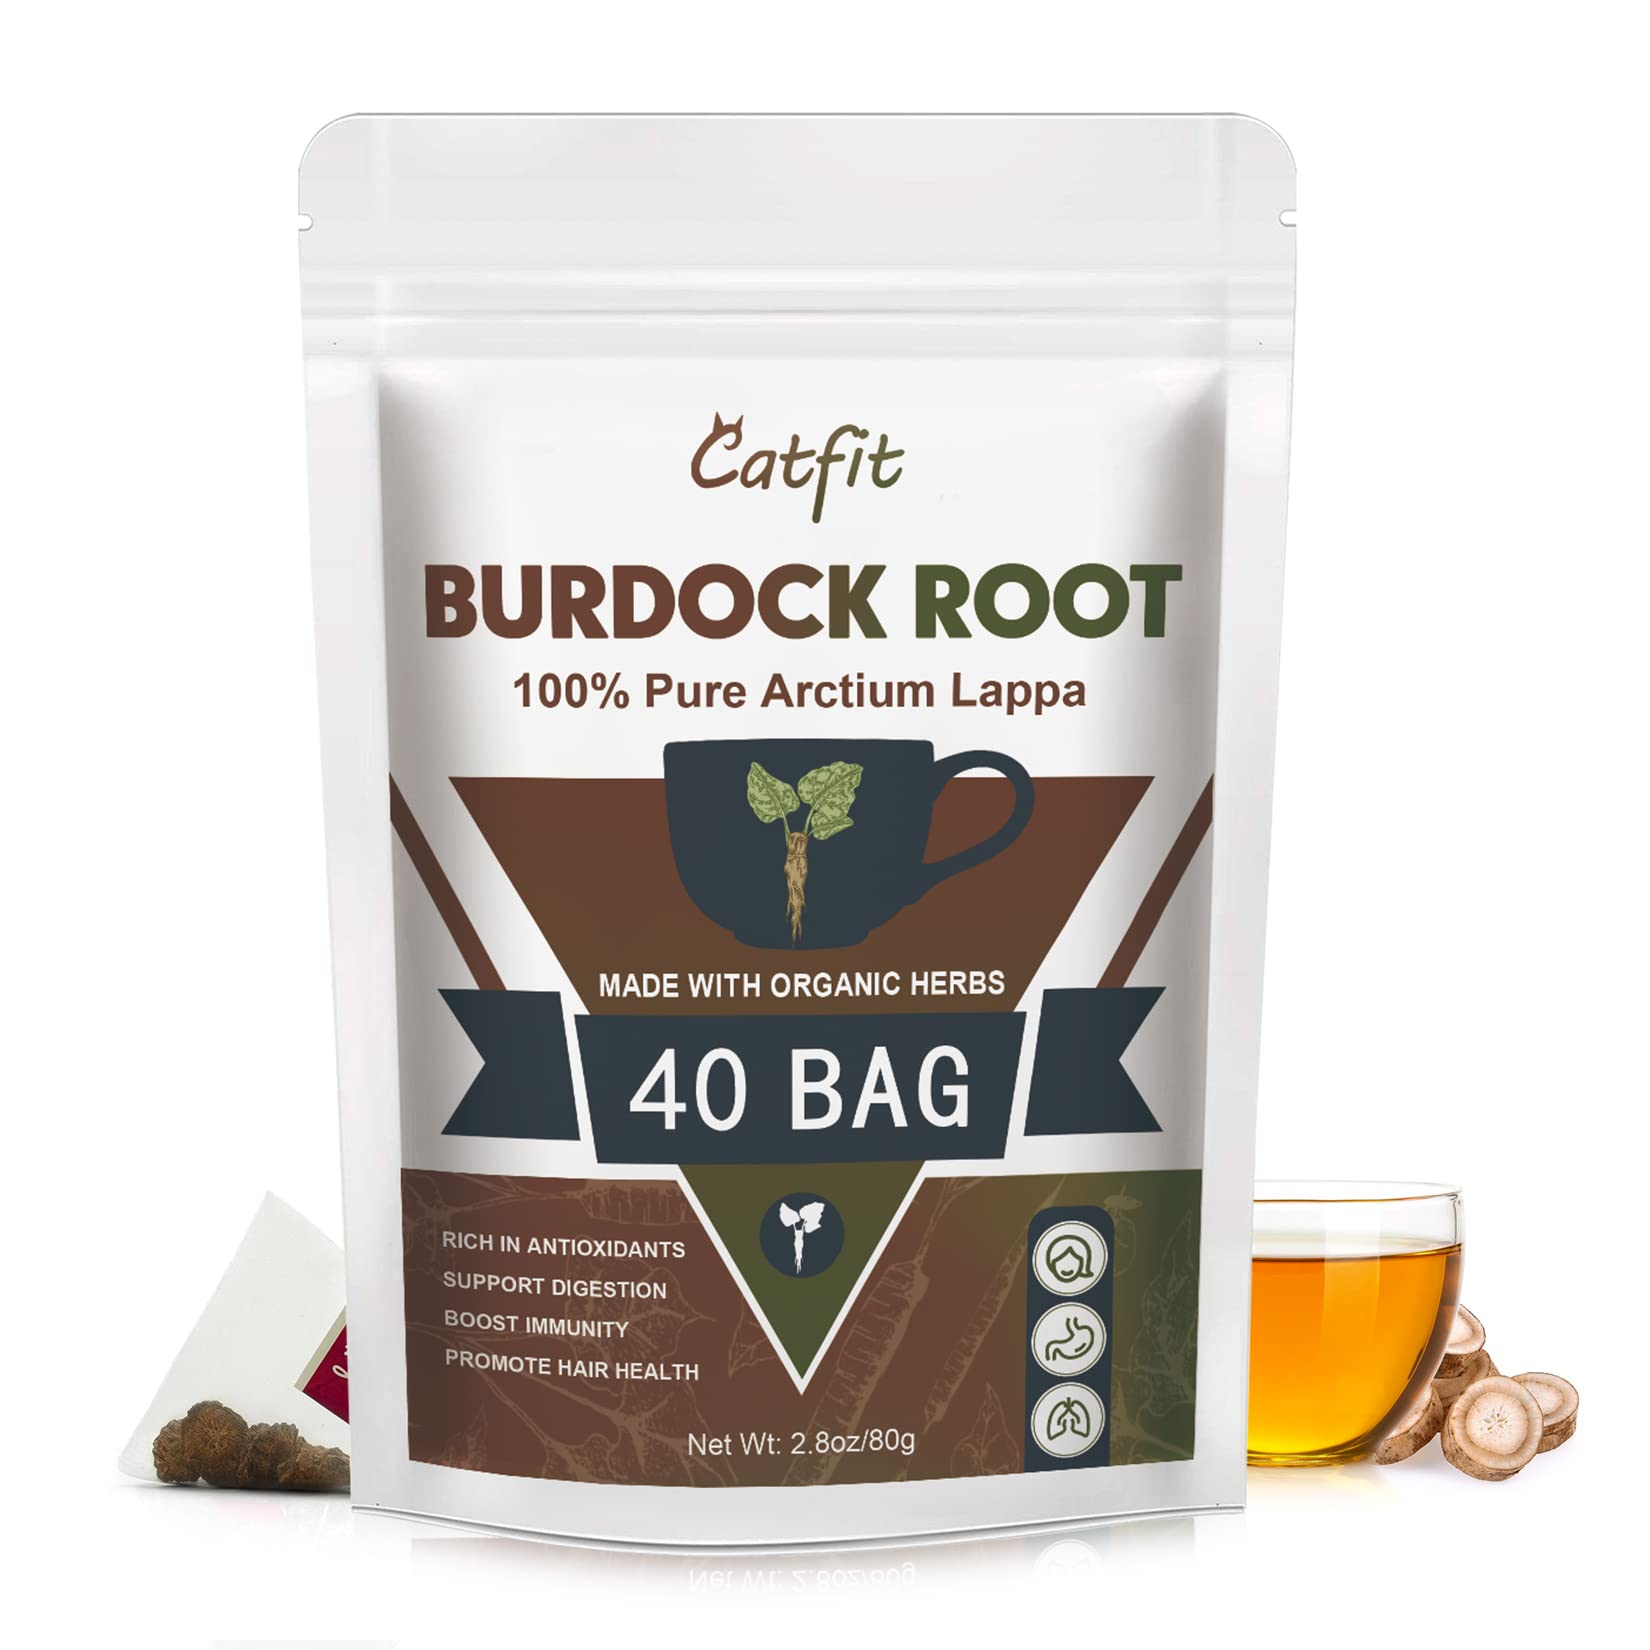 Catfit
BURDOCK ROOT
100% Pure Arctium Lappa
MADE WITH ORGANIC HERBS
40 BAG
RICH IN ANTIOXIDANTS
SUPPORT DIGESTION
BOOST IMMUNITY
PROMOTE HAIR HEALTH
Net Wt: 2.8oz/80g